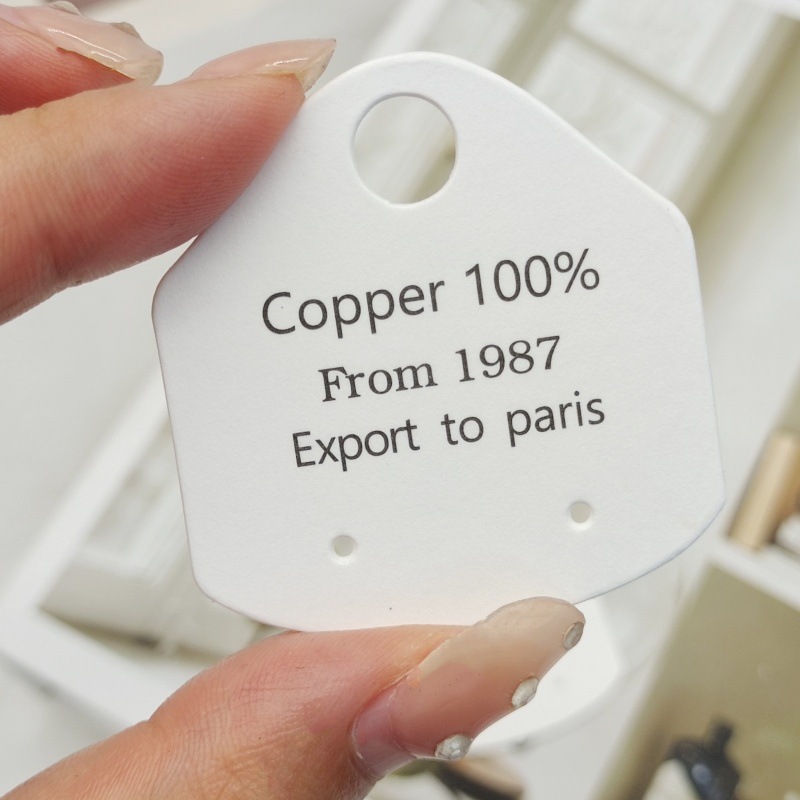 Copper 100%
From 1987
Export to paris